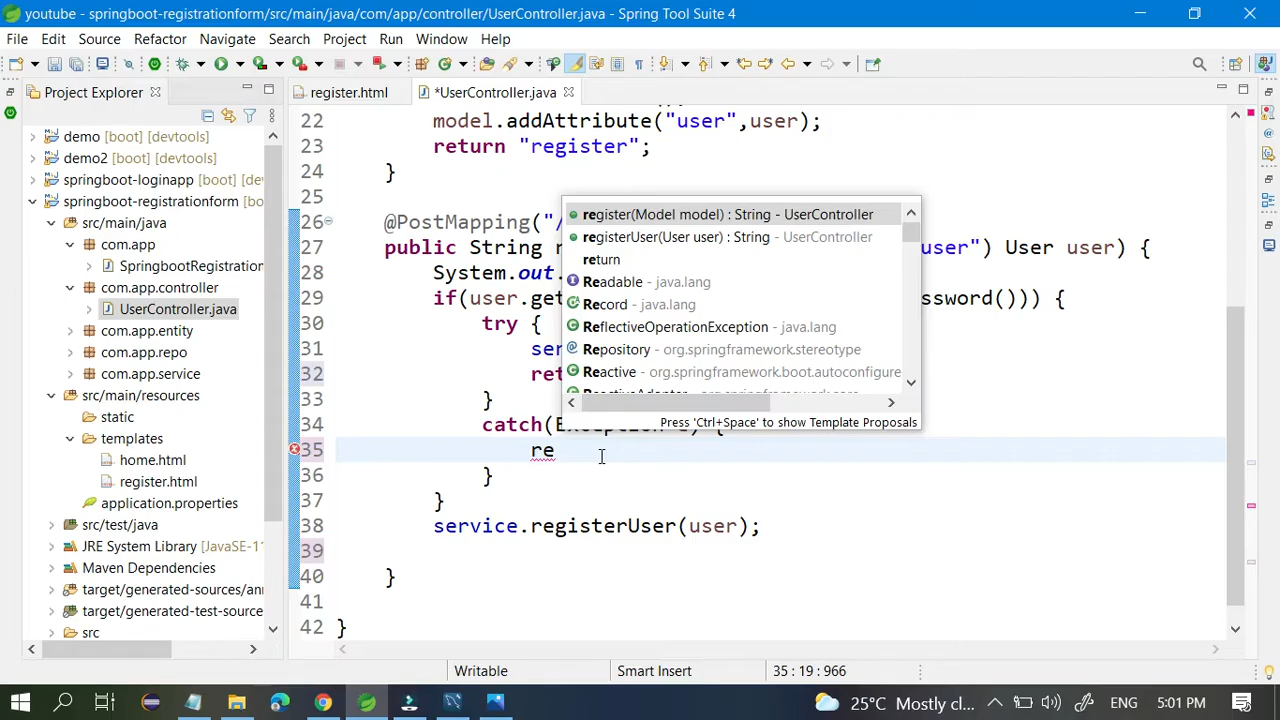 youtube - springboot-registrationform/src/main/java/com/app/controller/UserController.java - Spring Tool Suite 4
File Edit Source Refactor Navigate Search Project Run Window Help
Project Explorer
register.html
*UserController.java
demo [boot] [devtools]
demo2 [boot] [devtools]
springboot-loginapp [boot] [dev
springboot-registrationform [boot]
src/main/java
com.app
SpringbootRegistration
com.app.controller
UserController.java
com.app.entity
com.app.repo
com.app.service
src/main/resources
static
templates
home.html
register.html
application.properties
src/test/java
JRE System Library [JavaSE-11
Maven Dependencies
target/generated-sources/an
target/generated-test-source
src
22 model.addAttribute("user",user);
23 return "register";
24 }
25
26 @PostMapping("/
27 public String r user") User user) {
28 System.out.
29 if(user.get ssword())) {
30 try {
31 ser
32 ret
33 }
34 catch(Exception e) {
35 re
36 }
37 }
38 service.registerUser(user);
39
40 }
41
42 }
register(Model model) : String - UserController
registerUser(User user) : String - UserController
return
Readable - java.lang
Record - java.lang
ReflectiveOperationException - java.lang
Repository - org.springframework.stereotype
Reactive - org.springframework.boot.autoconfigure
Press 'Ctrl+Space' to show Template Proposals
Writable Smart Insert 35 : 19 : 966
25°C Mostly cl... ENG 5:01 PM